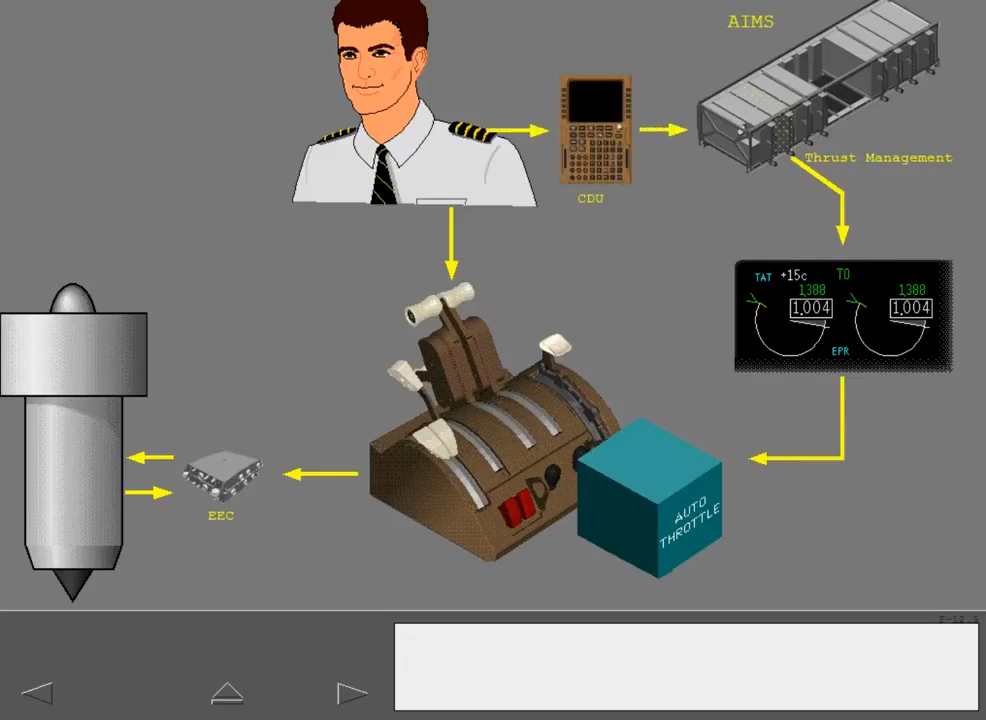 AIMS
CDU
Thrust Management
TAT +15c TO
1388 1388
1.004 1.004
EPR
EEC
AUTO
THROTTLE